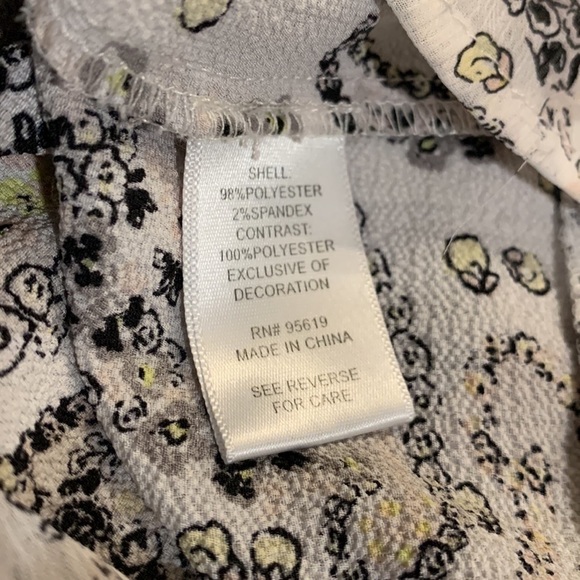 SHELL:
98%POLYESTER
2%SPANDEX
CONTRAST:
100%POLYESTER
EXCLUSIVE OF
DECORATION
RN# 95619
MADE IN CHINA
SEE REVERSE
FOR CARE